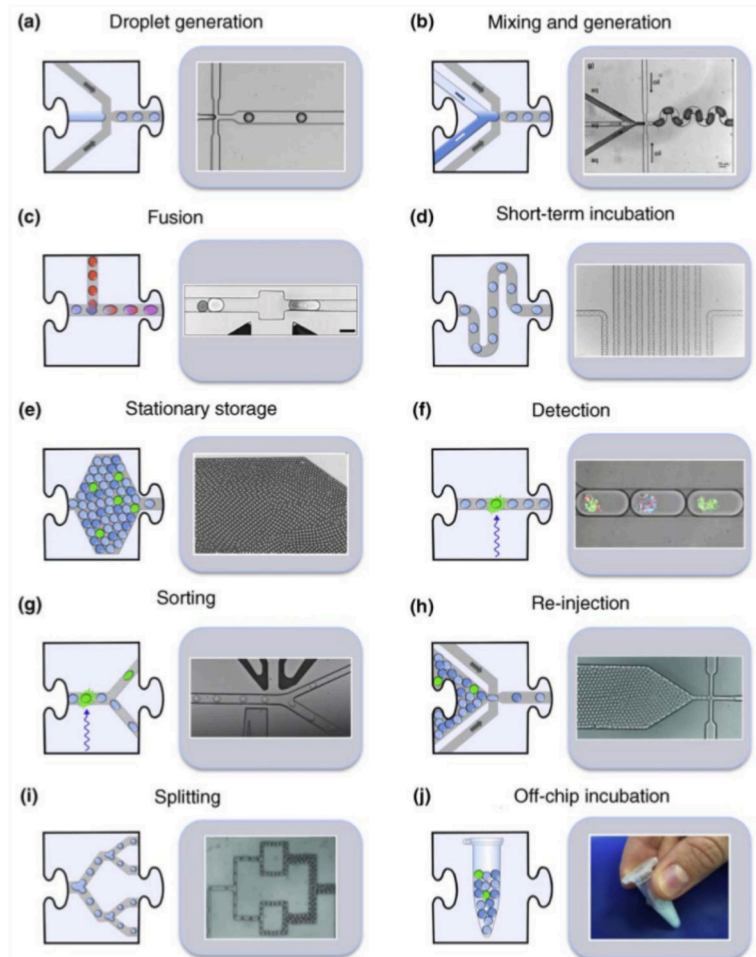 (a) Droplet generation
(b) Mixing and generation
(c) Fusion
(d) Short-term incubation
(e) Stationary storage
(f) Detection
(g) Sorting
(h) Re-injection
(i) Splitting
(j) Off-chip incubation